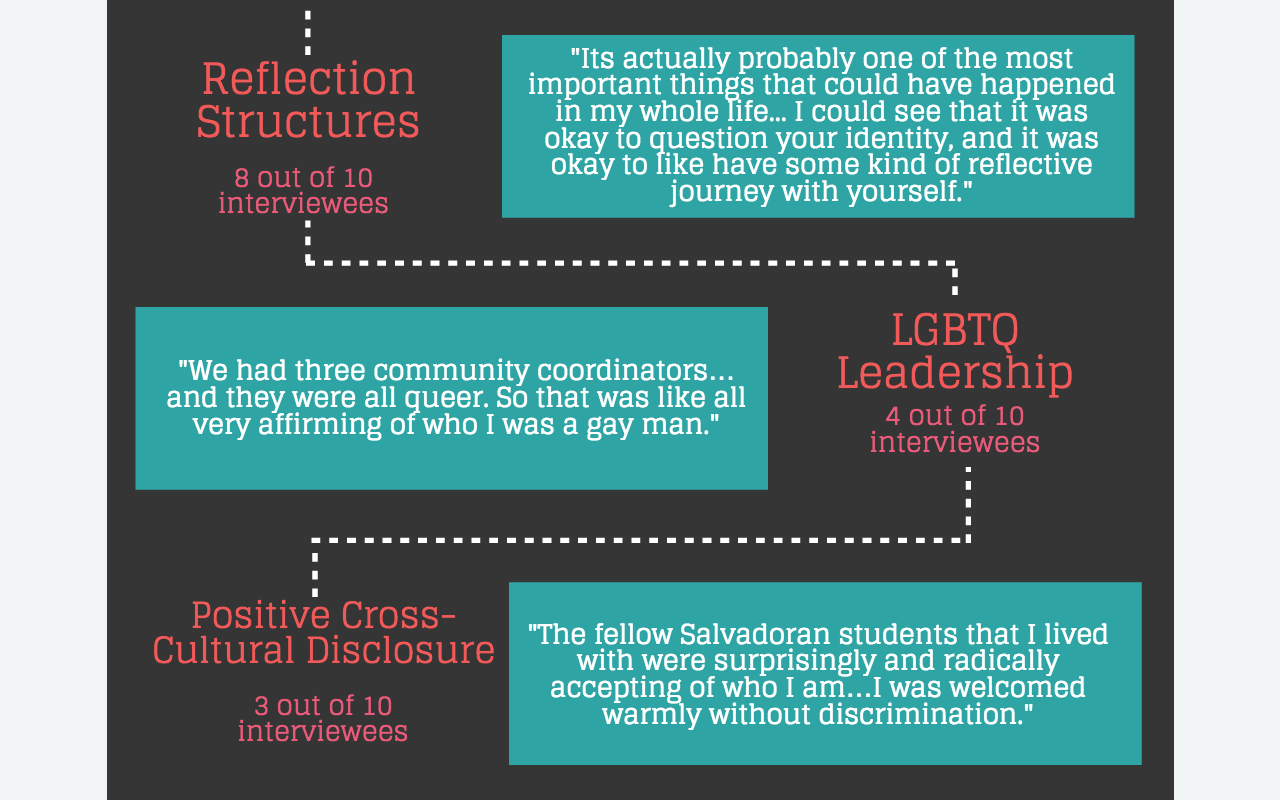 Reflection
Structures
8 out of 10
interviewees
"Its actually probably one of the most
important things that could have happened
in my whole life... I could see that it was
okay to question your identity, and it was
okay to like have some kind of reflective
journey with yourself."
"We had three community coordinators...
and they were all queer. So that was like all
very affirming of who I was a gay man."
LGBTQ
Leadership
4 out of 10
interviewees
Positive Cross-
Cultural Disclosure
3 out of 10
interviewees
"The fellow Salvadoran students that I lived
with were surprisingly and radically
accepting of who I am...I was welcomed
warmly without discrimination."